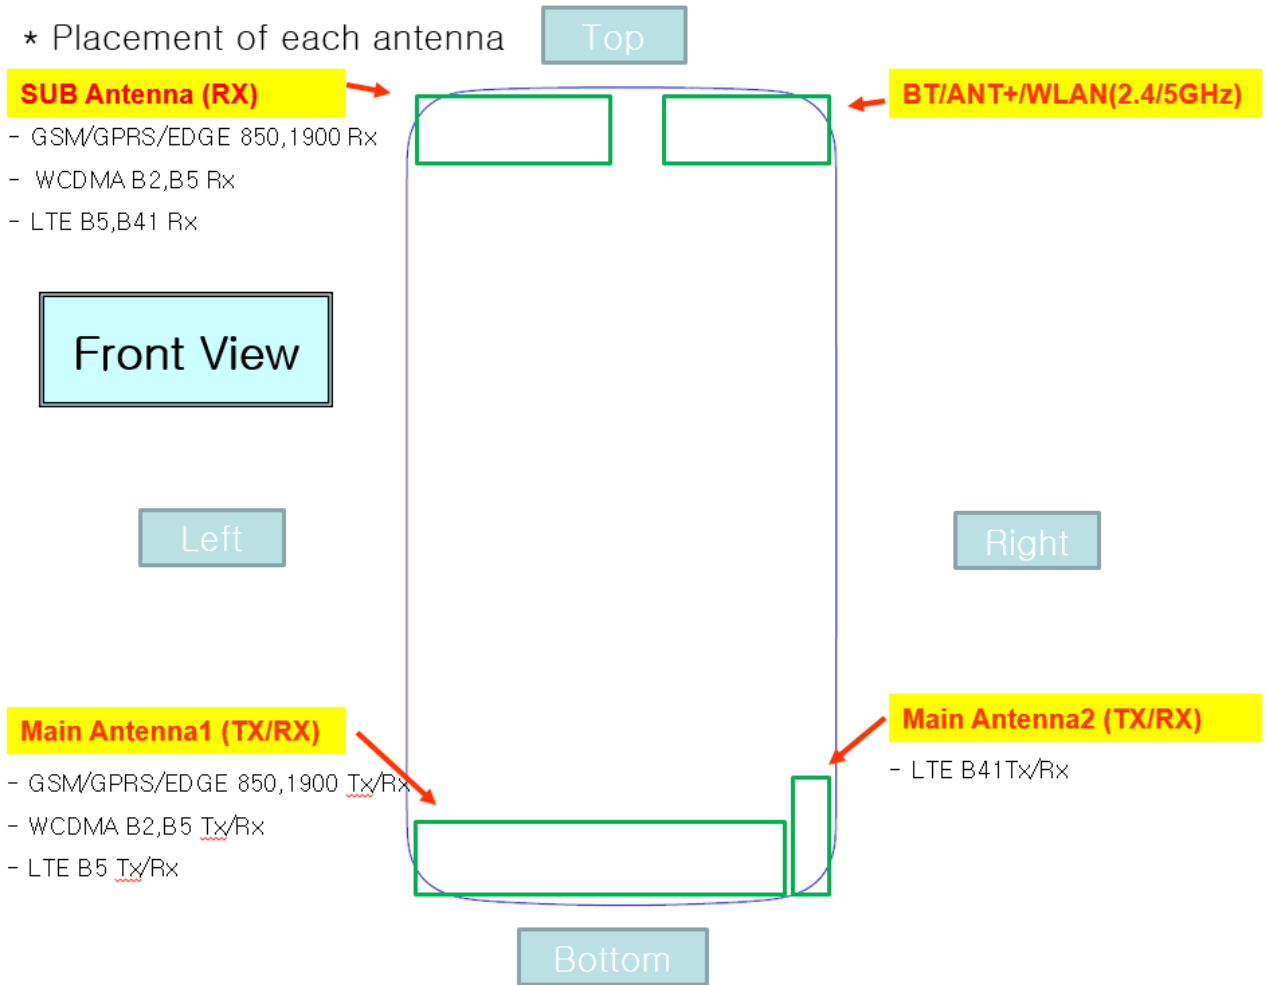 * Placement of each antenna
Top
SUB Antenna (RX)
BT/ANT+/WLAN(2.4/5GHz)
- GSM/GPRS/EDGE 850,1900 Rx
- WCDMA B2,B5 Rx
- LTE B5,B41 Rx
Front View
Left
Right
Main Antenna1 (TX/RX)
Main Antenna2 (TX/RX)
- GSM/GPRS/EDGE 850,1900 Tx/Rx
- LTE B41Tx/Rx
- WCDMA B2,B5 Tx/Rx
- LTE B5 Tx/Rx
Bottom